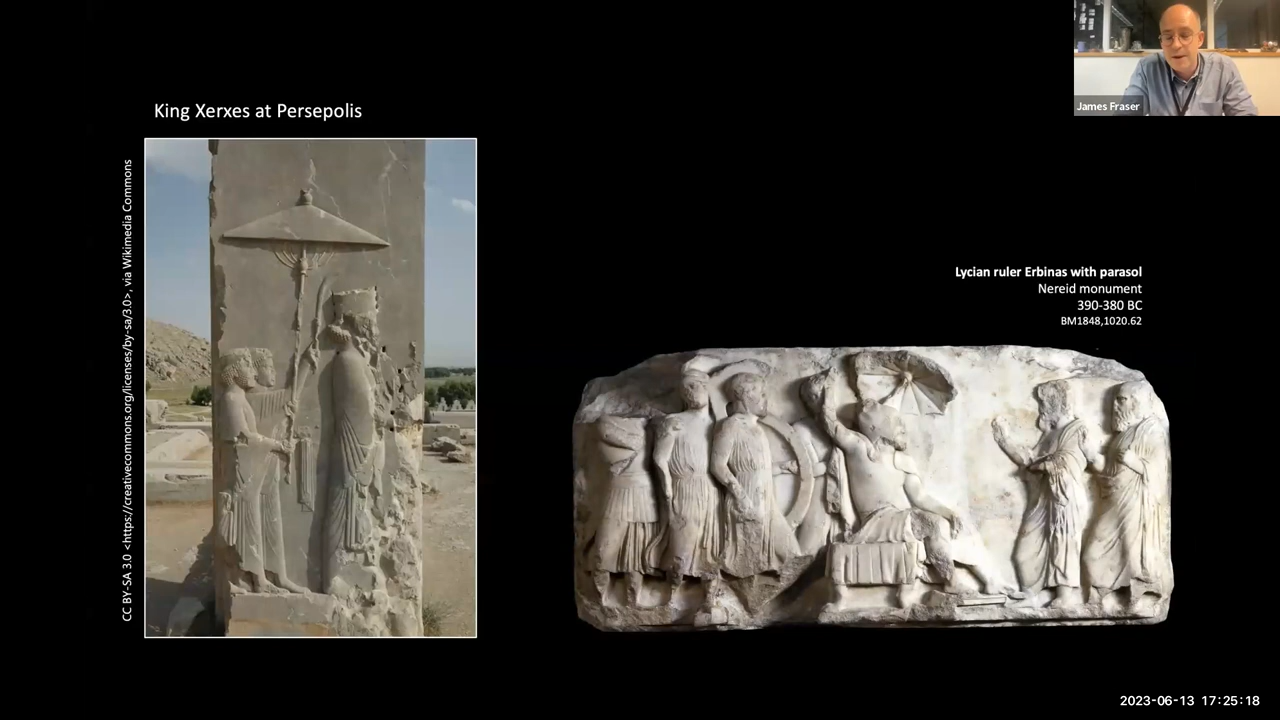 James Fraser
King Xerxes at Persepolis
CC BY-SA 3.0 <https://creativecommons.org/licenses/by-sa/3.0>, via Wikimedia Commons
Lycian ruler Erbinas with parasol
Nereid monument
390-380 BC
BM1848,1020.62
2023-06-13 17:25:18